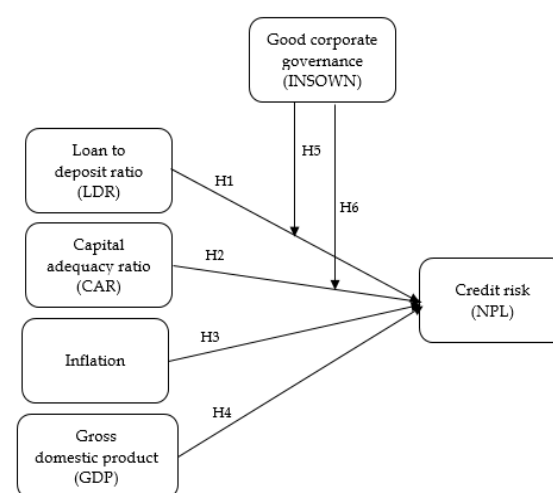 Good corporate
governance
(INSOWN)
Loan to
deposit ratio
(LDR)
H1
H5
H6
Capital
adequacy ratio
(CAR)
H2
Credit risk
(NPL)
Inflation
H3
H4
Gross
domestic product
(GDP)